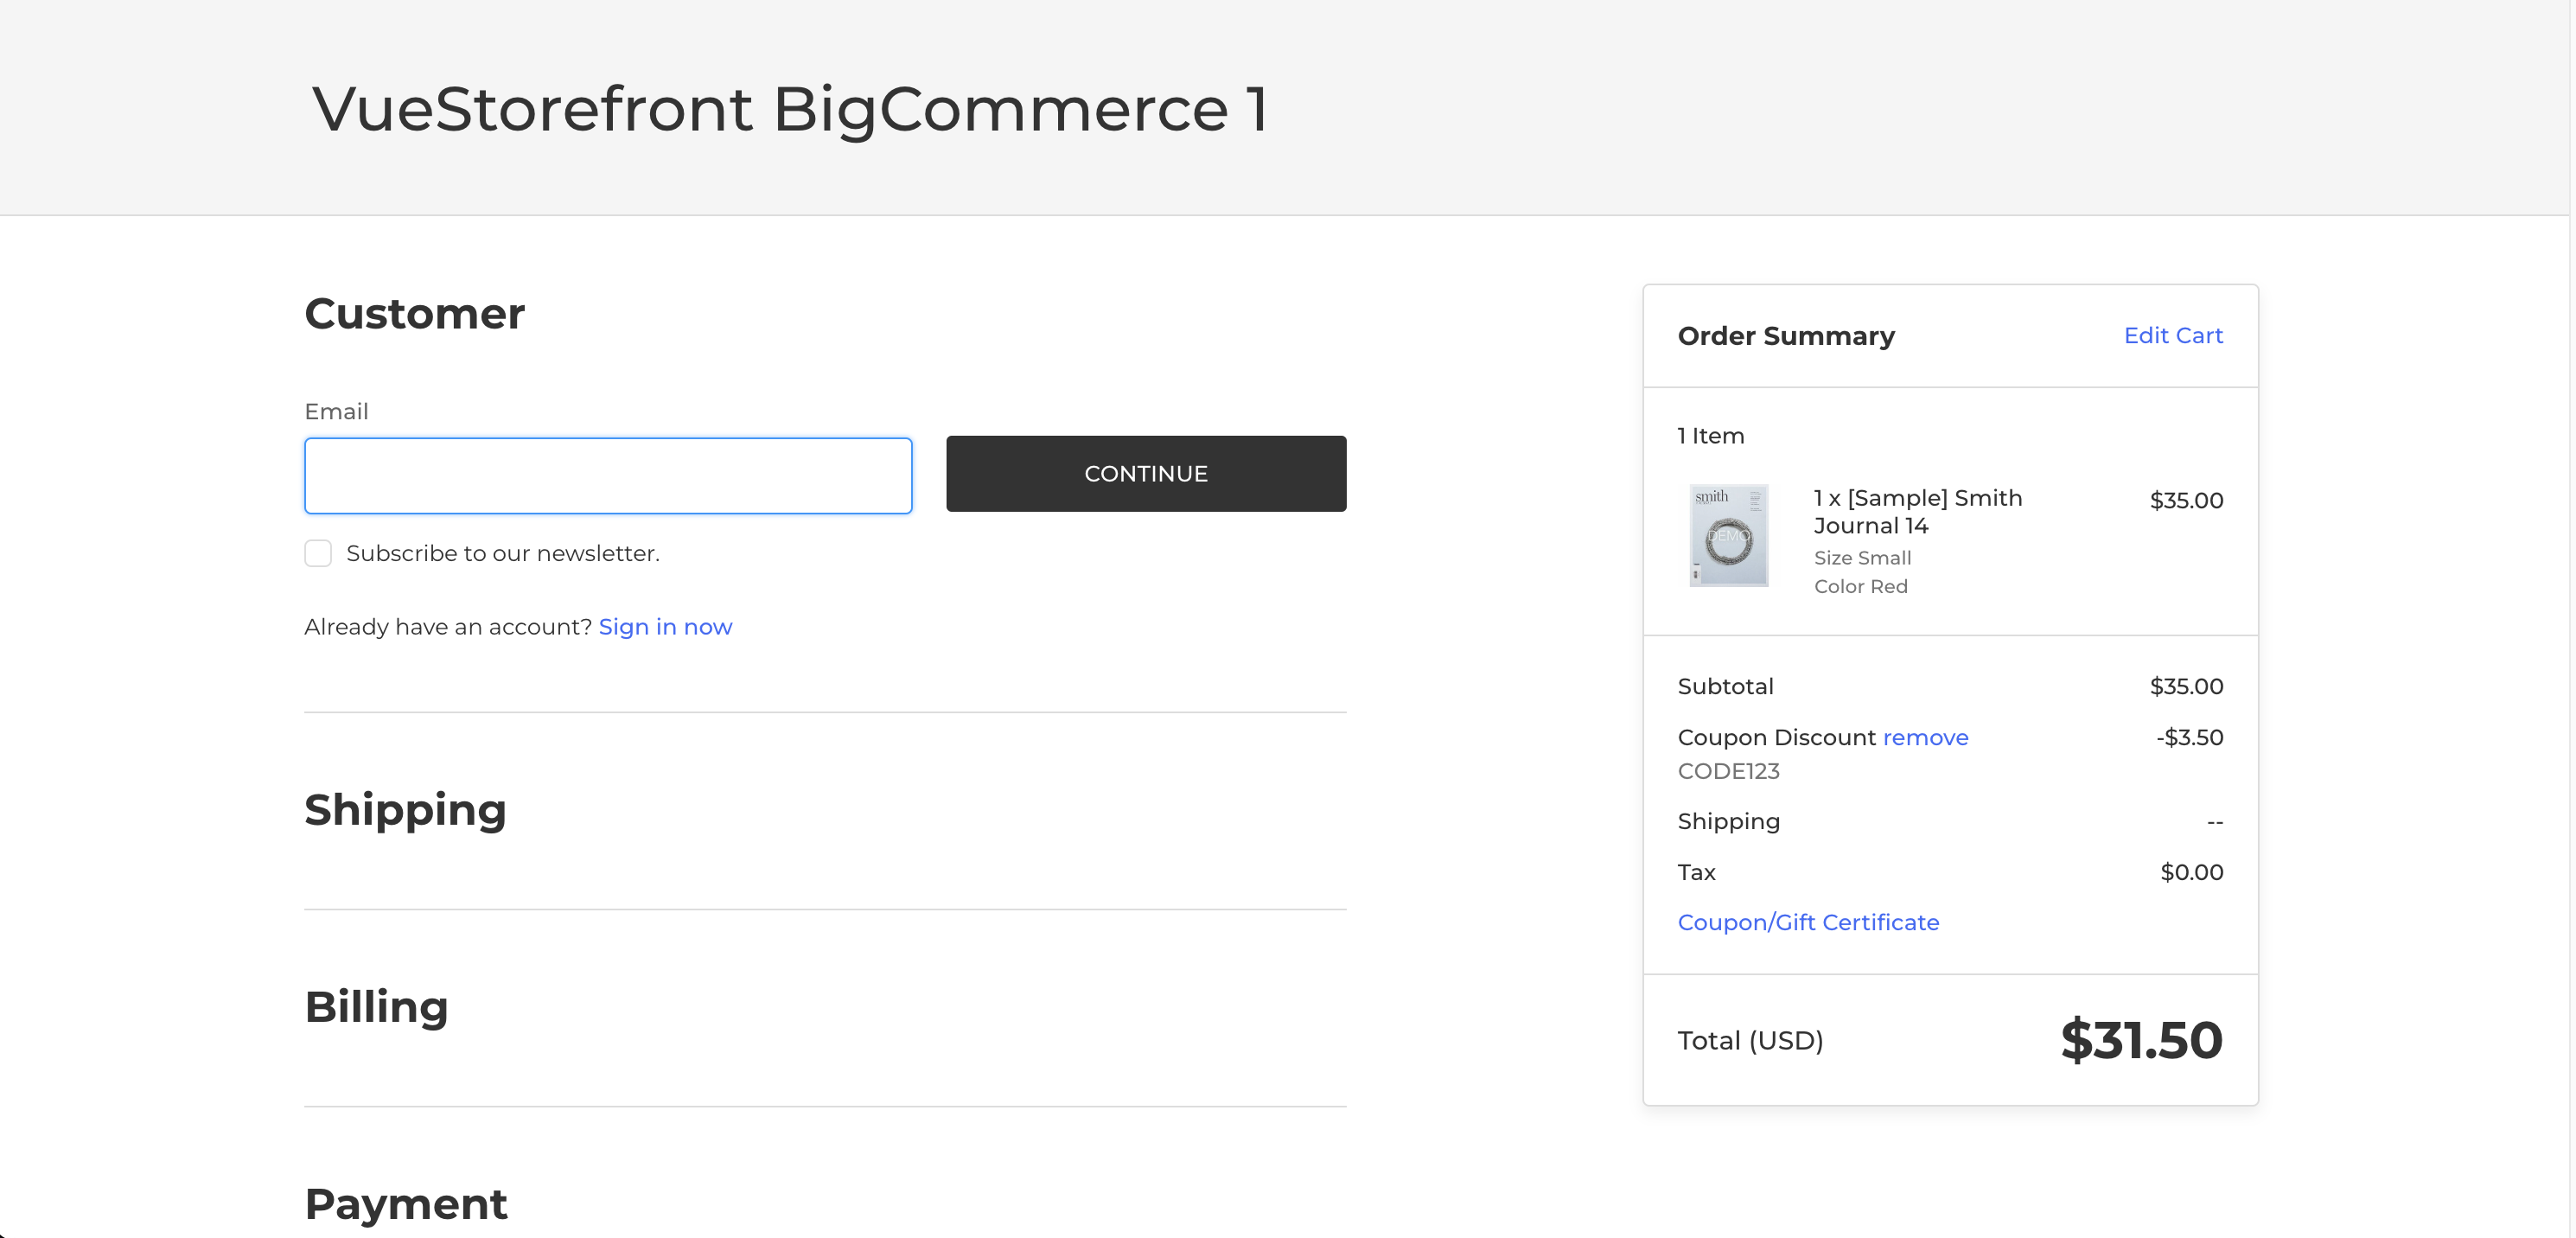 VueStorefront BigCommerce 1
Customer
Email
CONTINUE
Subscribe to our newsletter.
Already have an account? Sign in now
Shipping
Billing
Payment
Order Summary
Edit Cart
1 Item
smith
DEMO
1 x [Sample] Smith
Journal 14
$35.00
Size Small
Color Red
Subtotal $35.00
Coupon Discount remove -$3.50
CODE123
Shipping --
Tax $0.00
Coupon/Gift Certificate
Total (USD) $31.50